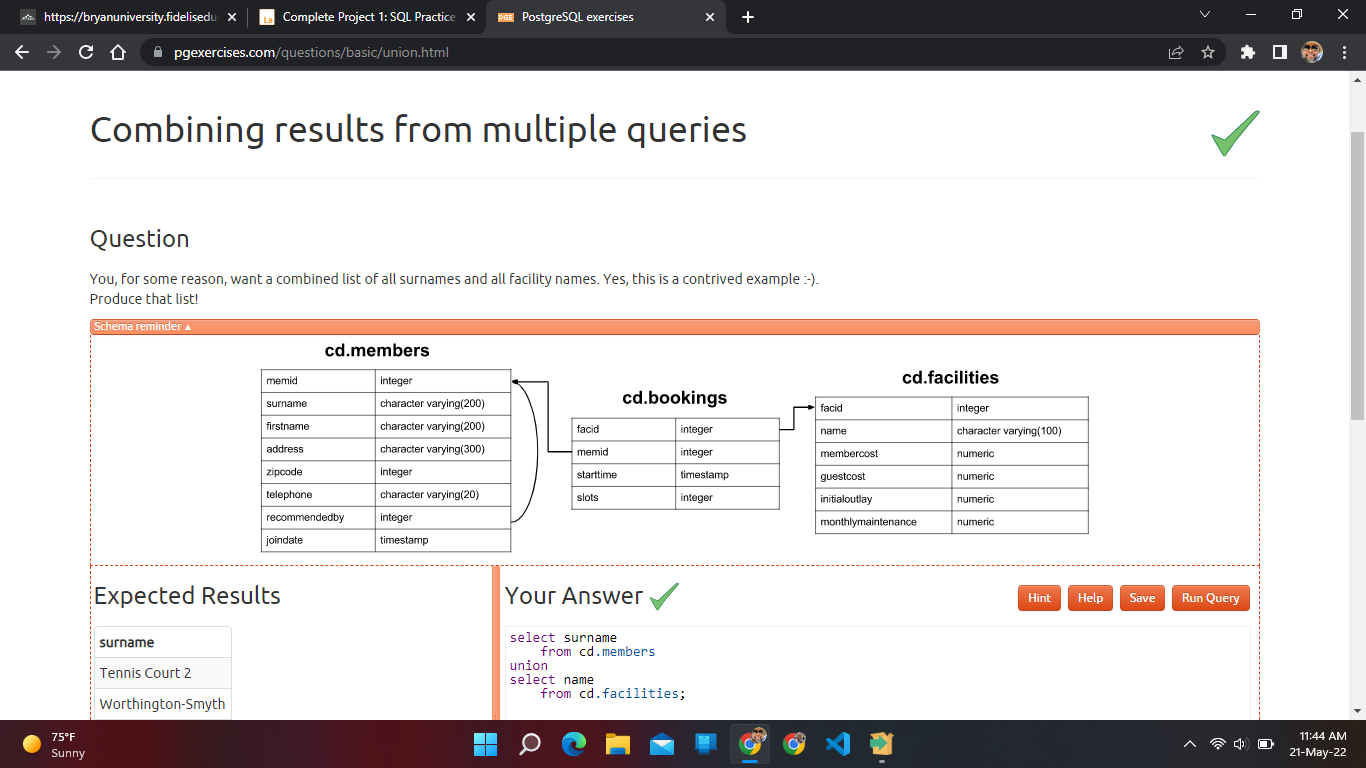 https://bryanuniversity.fidelisedu
Complete Project 1: SQL Practice
PGE
PostgreSQL exercises
pgexercises.com/questions/basic/union.html
Combining results from multiple queries
Question
You, for some reason, want a combined list of all surnames and all facility names. Yes, this is a contrived example :-).
Produce that list!
Schema reminder ▴
cd.members
memid integer
surname character varying(200)
firstname character varying(200)
address character varying(300)
zipcode integer
telephone character varying(20)
recommendedby integer
joindate timestamp
cd.bookings
facid integer
memid integer
starttime timestamp
slots integer
cd.facilities
facid integer
name character varying(100)
membercost numeric
guestcost numeric
initialoutlay numeric
monthlymaintenance numeric
Expected Results
surname
Tennis Court 2
Worthington-Smyth
Your Answer
Hint
Help
Save
Run Query
select surname
from cd.members
union
select name
from cd.facilities;
75°F
Sunny
11:44 AM
21-May-22